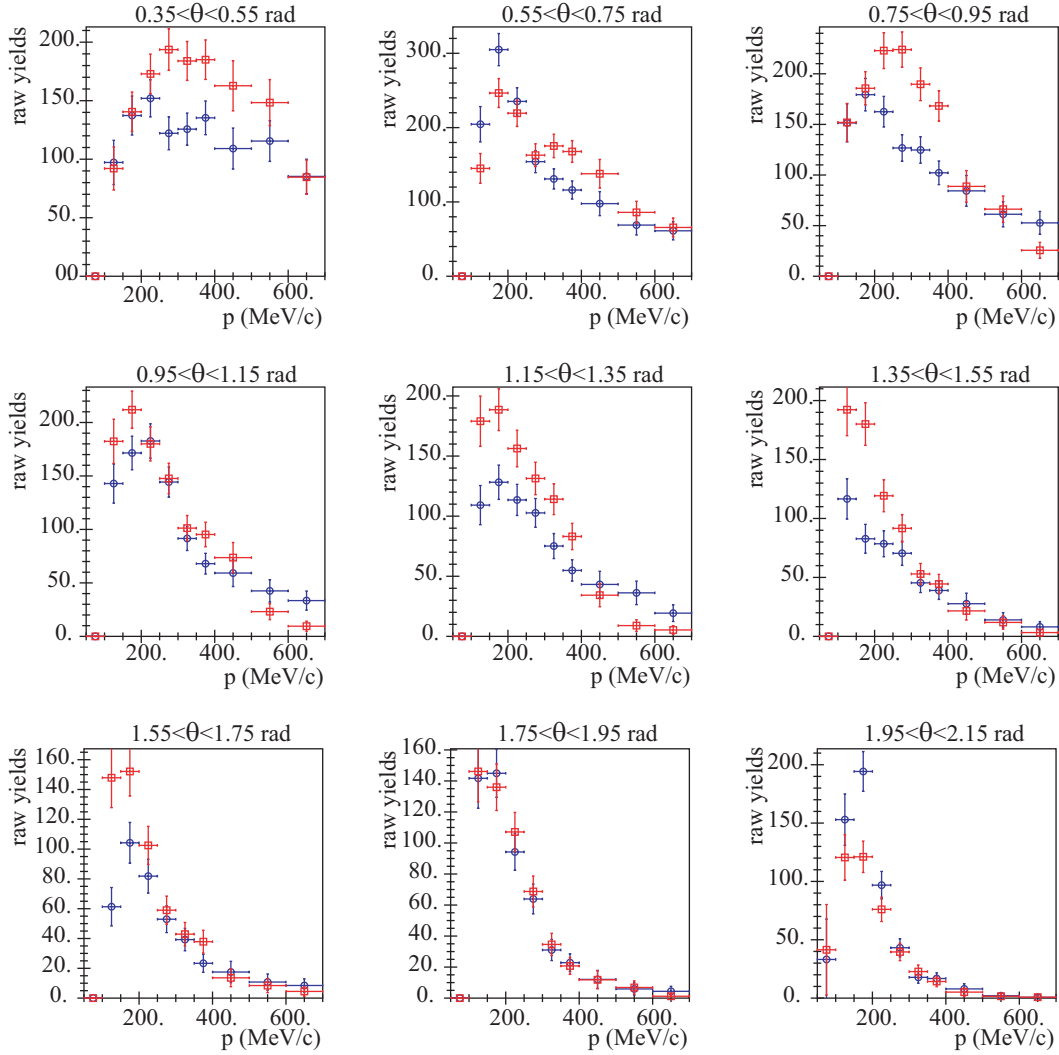 0.35<θ<0.55 rad
raw yields
200.
150.
100.
50.
00
200.
400.
600.
p (MeV/c)
0.55<θ<0.75 rad
raw yields
300.
200.
100.
0.
200.
400.
600.
p (MeV/c)
0.75<θ<0.95 rad
raw yields
200.
150.
100.
50.
0.
200.
400.
600.
p (MeV/c)
0.95<θ<1.15 rad
raw yields
200.
150.
100.
50.
0.
200.
400.
600.
p (MeV/c)
1.15<θ<1.35 rad
raw yields
200.
150.
100.
50.
0.
200.
400.
600.
p (MeV/c)
1.35<θ<1.55 rad
raw yields
200.
150.
100.
50.
0.
200.
400.
600.
p (MeV/c)
1.55<θ<1.75 rad
raw yields
160.
140.
120.
100.
80.
60.
40.
20.
0.
200.
400.
600.
p (MeV/c)
1.75<θ<1.95 rad
raw yields
160.
140.
120.
100.
80.
60.
40.
20.
0.
200.
400.
600.
p (MeV/c)
1.95<θ<2.15 rad
raw yields
200.
150.
100.
50.
0.
200.
400.
600.
p (MeV/c)